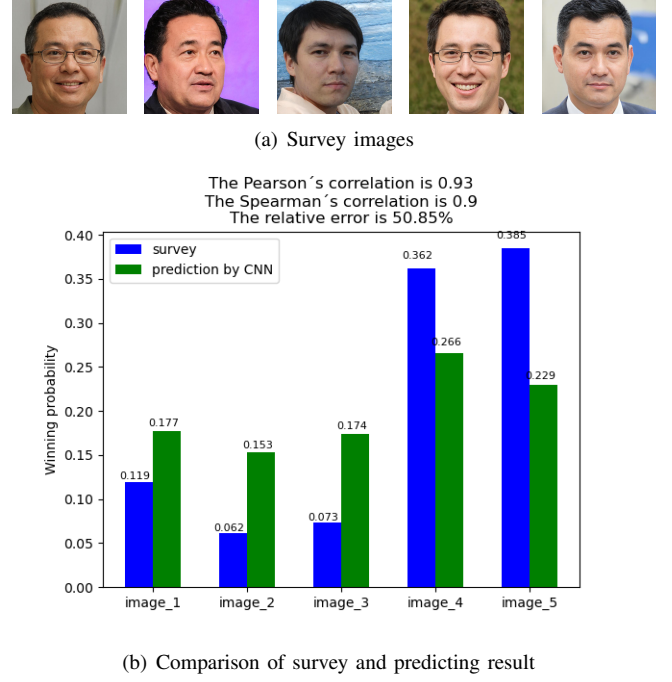 (a) Survey images
The Pearson´s correlation is 0.93
The Spearman´s correlation is 0.9
The relative error is 50.85%
survey
prediction by CNN
Winning probability
0.40
0.35
0.30
0.25
0.20
0.15
0.10
0.05
0.00
0.119
0.177
0.062
0.153
0.073
0.174
0.362
0.266
0.385
0.229
image_1
image_2
image_3
image_4
image_5
(b) Comparison of survey and predicting result